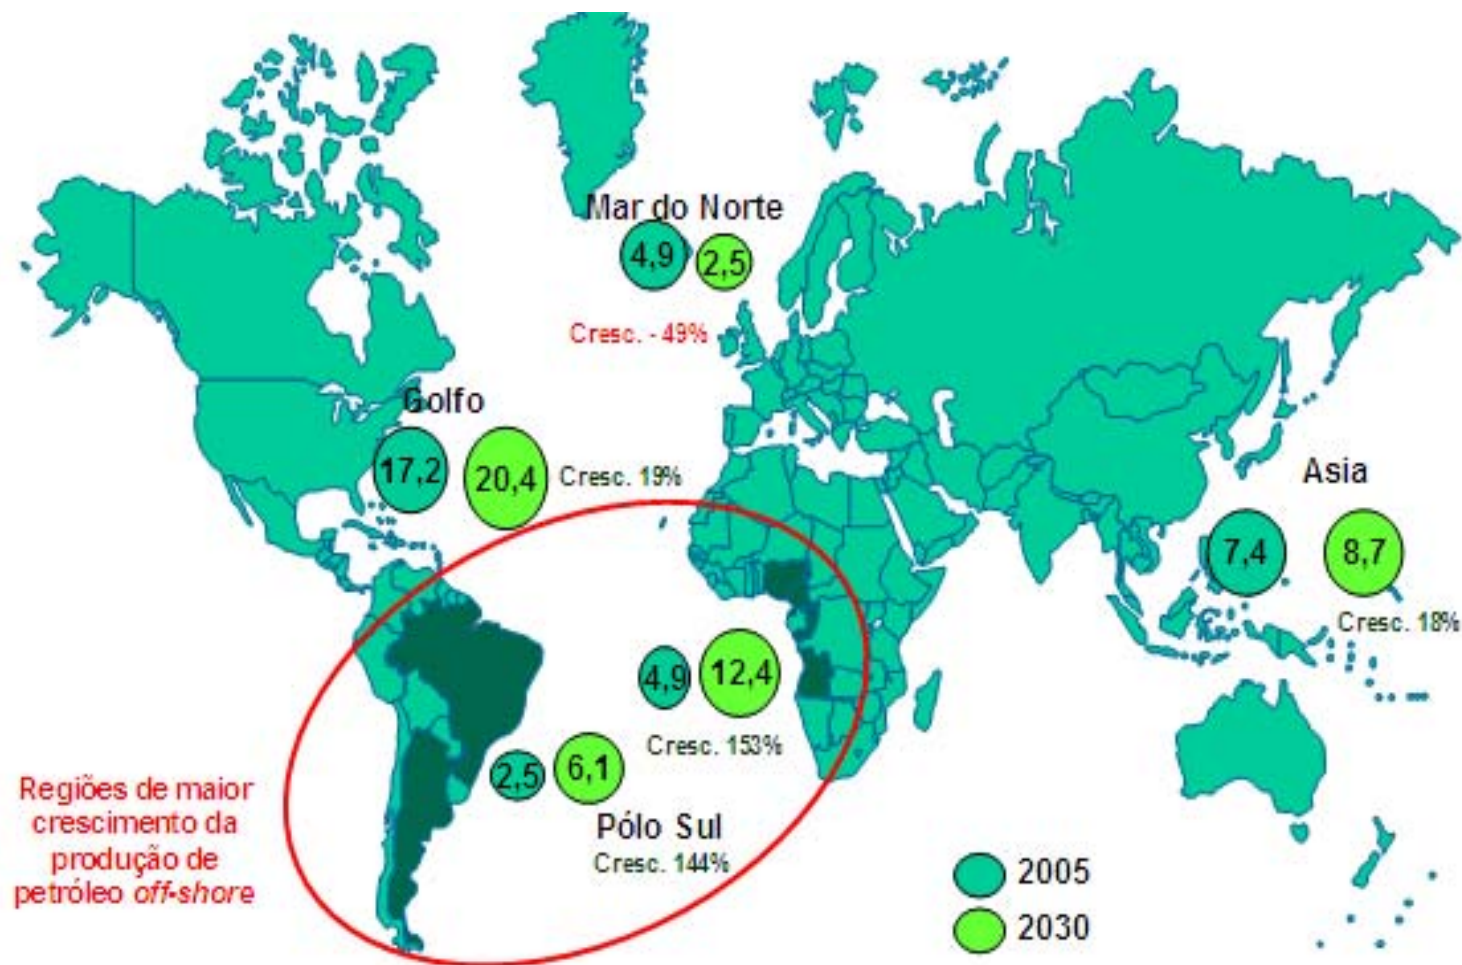 Mar do Norte
4,9
2,5
Cresc. - 49%
Golfo
17,2
20,4
Cresc. 19%
Asia
7,4
8,7
Cresc. 18%
4,9
12,4
Cresc. 153%
2,5
6,1
Pólo Sul
Cresc. 144%
Regiões de maior
crescimento da
produção de
petróleo off-shore
2005
2030